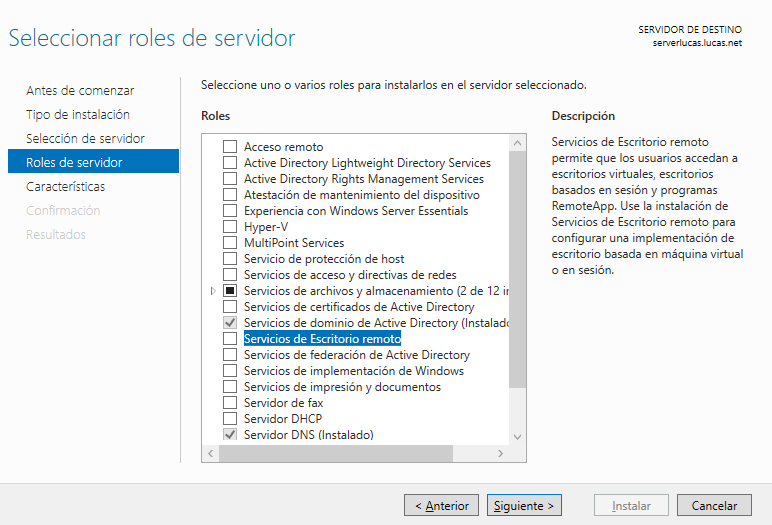 Seleccionar roles de servidor
SERVIDOR DE DESTINO
serverlucas.lucas.net
Antes de comenzar
Tipo de instalación
Selección de servidor
Roles de servidor
Características
Confirmación
Resultados
Seleccione uno o varios roles para instalarlos en el servidor seleccionado.
Roles
Acceso remoto
Active Directory Lightweight Directory Services
Active Directory Rights Management Services
Atestación de mantenimiento del dispositivo
Experiencia con Windows Server Essentials
Hyper-V
MultiPoint Services
Servicio de protección de host
Servicios de acceso y directivas de redes
Servicios de archivos y almacenamiento (2 de 12 in
Servicios de certificados de Active Directory
Servicios de dominio de Active Directory (Instalado
Servicios de Escritorio remoto
Servicios de federación de Active Directory
Servicios de implementación de Windows
Servicios de impresión y documentos
Servidor de fax
Servidor DHCP
Servidor DNS (Instalado)
Descripción
Servicios de Escritorio remoto
permite que los usuarios accedan a
escritorios virtuales, escritorios
basados en sesión y programas
RemoteApp. Use la instalación de
Servicios de Escritorio remoto para
configurar una implementación de
escritorio basada en máquina virtual
o en sesión.
< Anterior
Siguiente >
Instalar
Cancelar